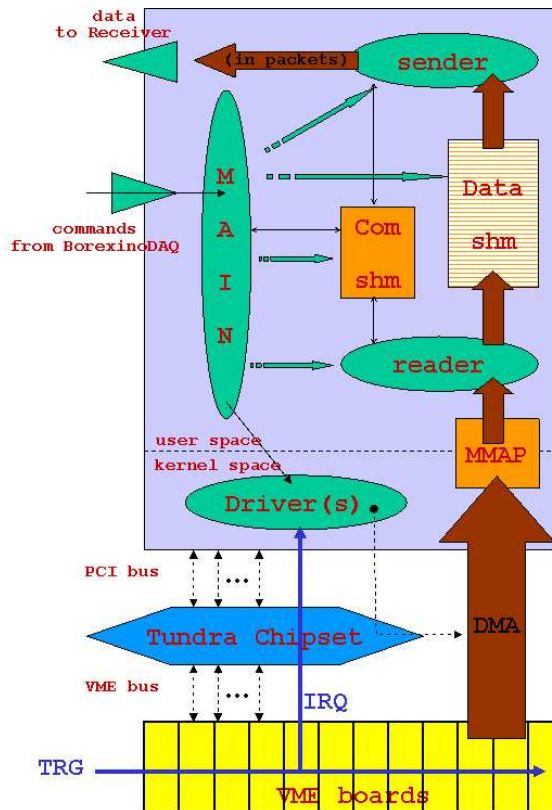 data
to Receiver
(in packets)
sender
M
A
I
N
Data
shm
commands
from BorexinoDAQ
Com
shm
reader
user space
kernel space
MMAP
Driver(s)
PCI bus
...
Tundra Chipset
DMA
VME bus
...
IRQ
TRG
VME boards